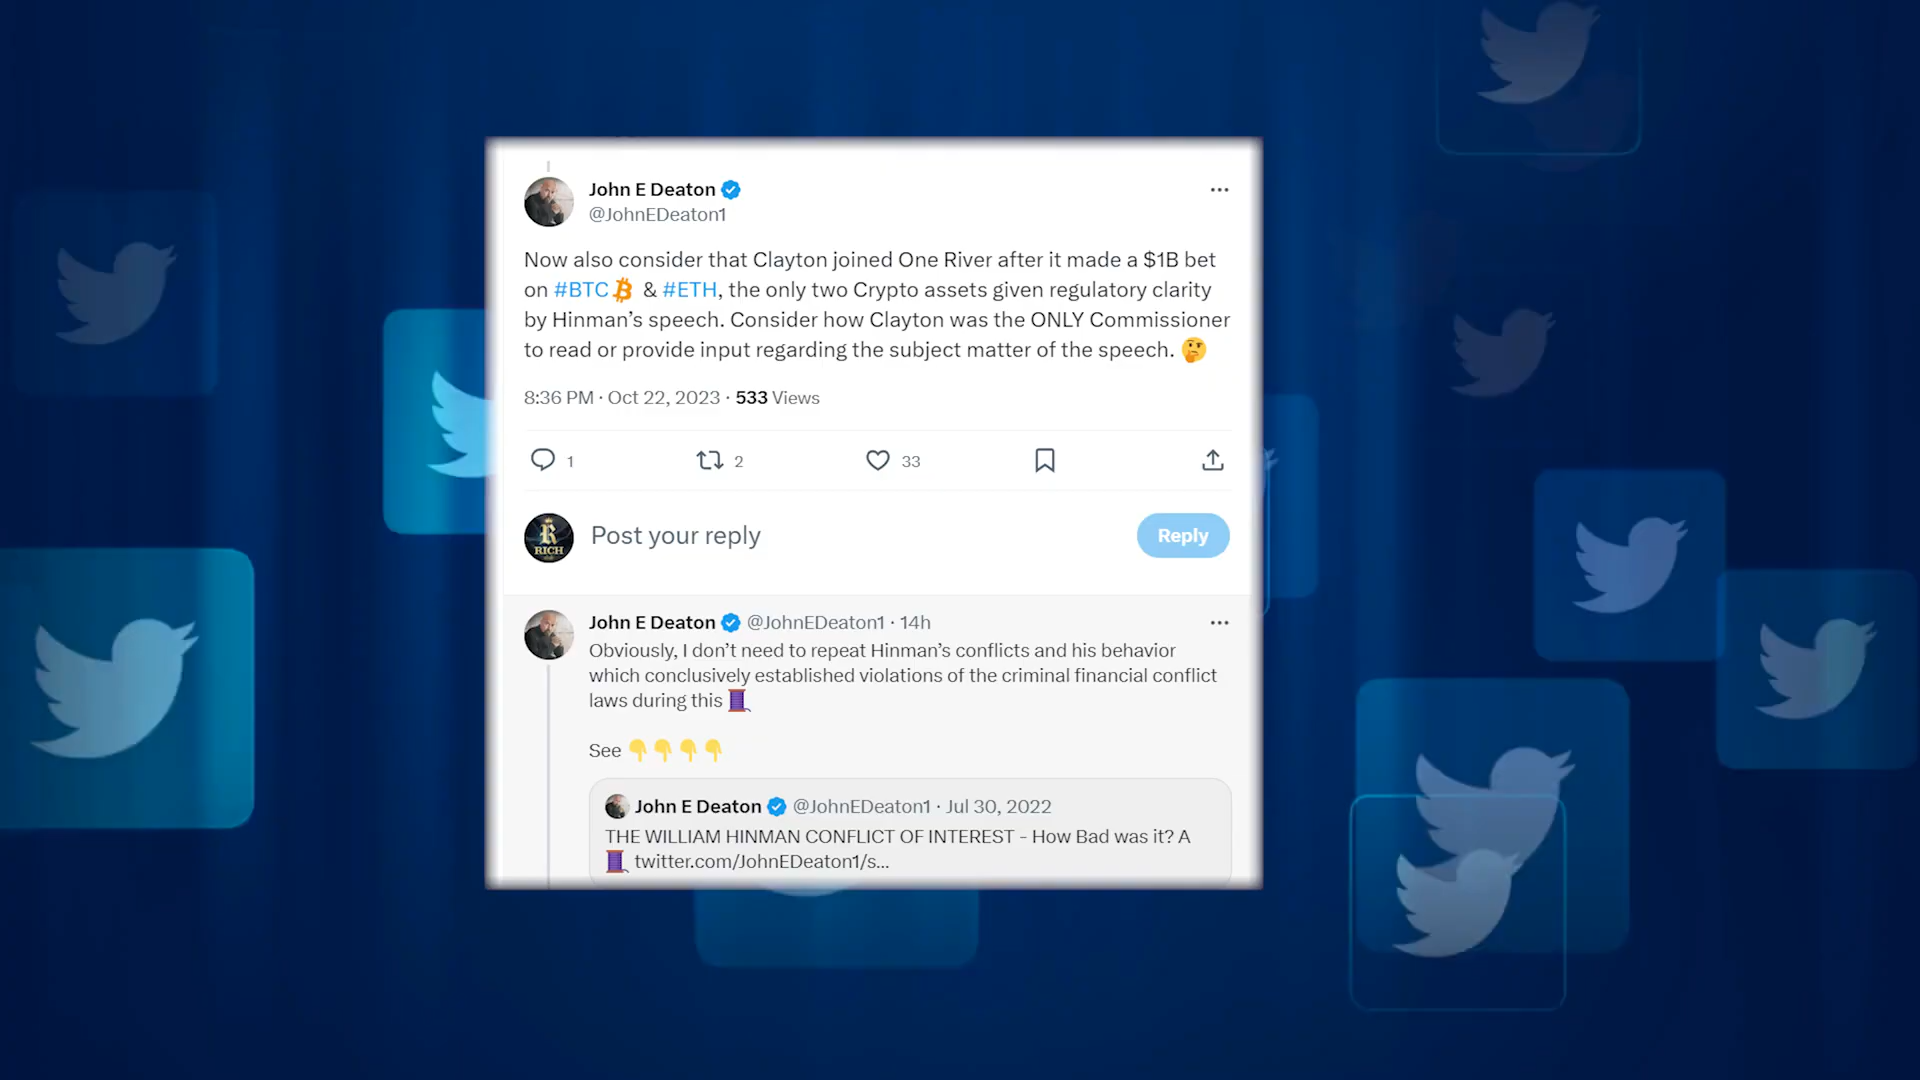 John E Deaton
@JohnEDeaton1
Now also consider that Clayton joined One River after it made a $1B bet
on #BTC & #ETH, the only two Crypto assets given regulatory clarity
by Hinman’s speech. Consider how Clayton was the ONLY Commissioner
to read or provide input regarding the subject matter of the speech. 🤔
8:36 PM · Oct 22, 2023 · 533 Views
1 2 33
RICH
Post your reply
Reply
John E Deaton @JohnEDeaton1 · 14h
Obviously, I don’t need to repeat Hinman’s conflicts and his behavior
which conclusively established violations of the criminal financial conflict
laws during this 🧵
See 👇👇👇👇
John E Deaton @JohnEDeaton1 · Jul 30, 2022
THE WILLIAM HINMAN CONFLICT OF INTEREST - How Bad was it? A
🧵 twitter.com/JohnEDeaton1/s...